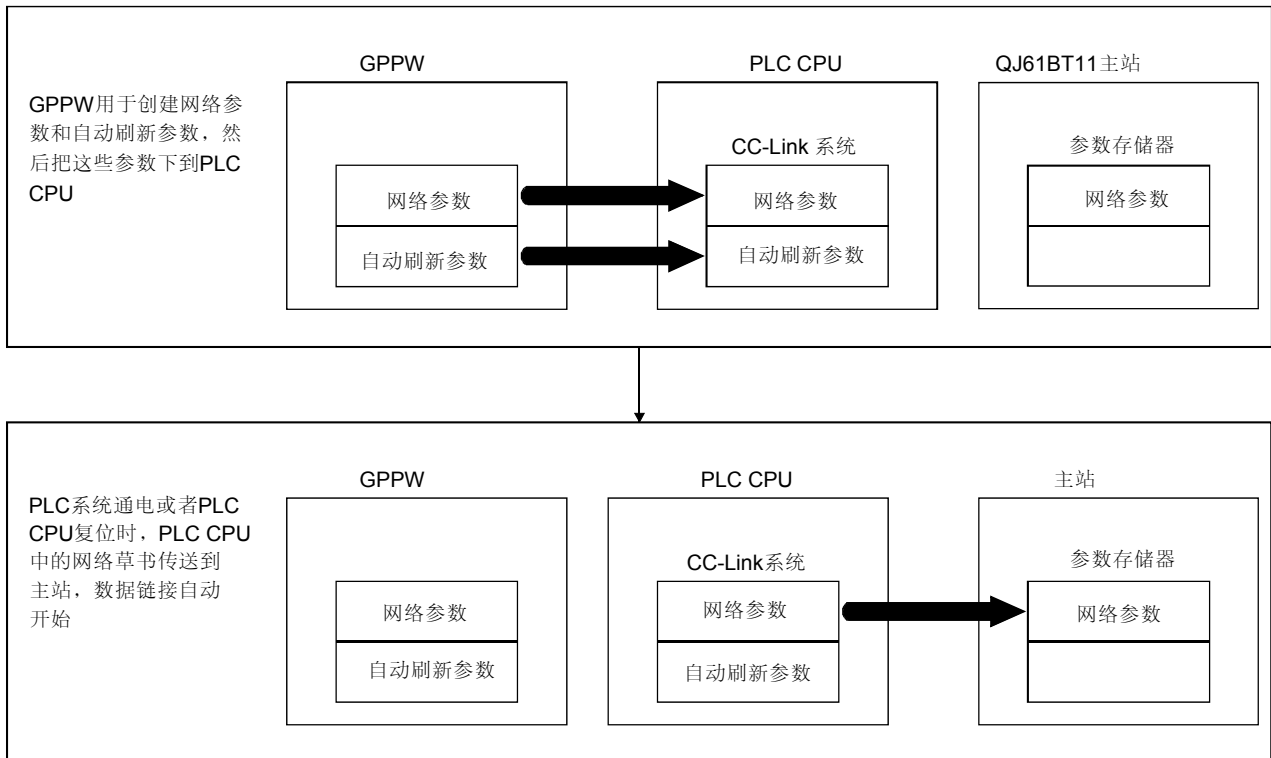 GPPW
PLC CPU
QJ61BT11主站
GPPW用于创建网络参
数和自动刷新参数，然
后把这些参数下到PLC
CPU
CC-Link 系统
参数存储器
网络参数
网络参数
网络参数
自动刷新参数
自动刷新参数
GPPW
PLC CPU
主站
PLC系统通电或者PLC
CPU复位时，PLC CPU
中的网络草书传送到
主站，数据链接自动
开始
CC-Link系统
参数存储器
网络参数
网络参数
网络参数
自动刷新参数
自动刷新参数